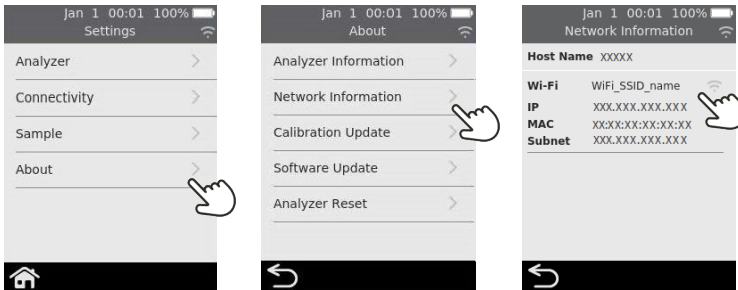 Jan 1 00:01 100%
Settings
Analyzer
Connectivity
Sample
About
Jan 1 00:01 100%
About
Analyzer Information
Network Information
Calibration Update
Software Update
Analyzer Reset
Jan 1 00:01 100%
Network Information
Host Name XXXXX
Wi-Fi WiFi_SSID_name
IP XXX.XXX.XXX.XXX
MAC XX:XX:XX:XX:XX:XX
Subnet XXX.XXX.XXX.XXX